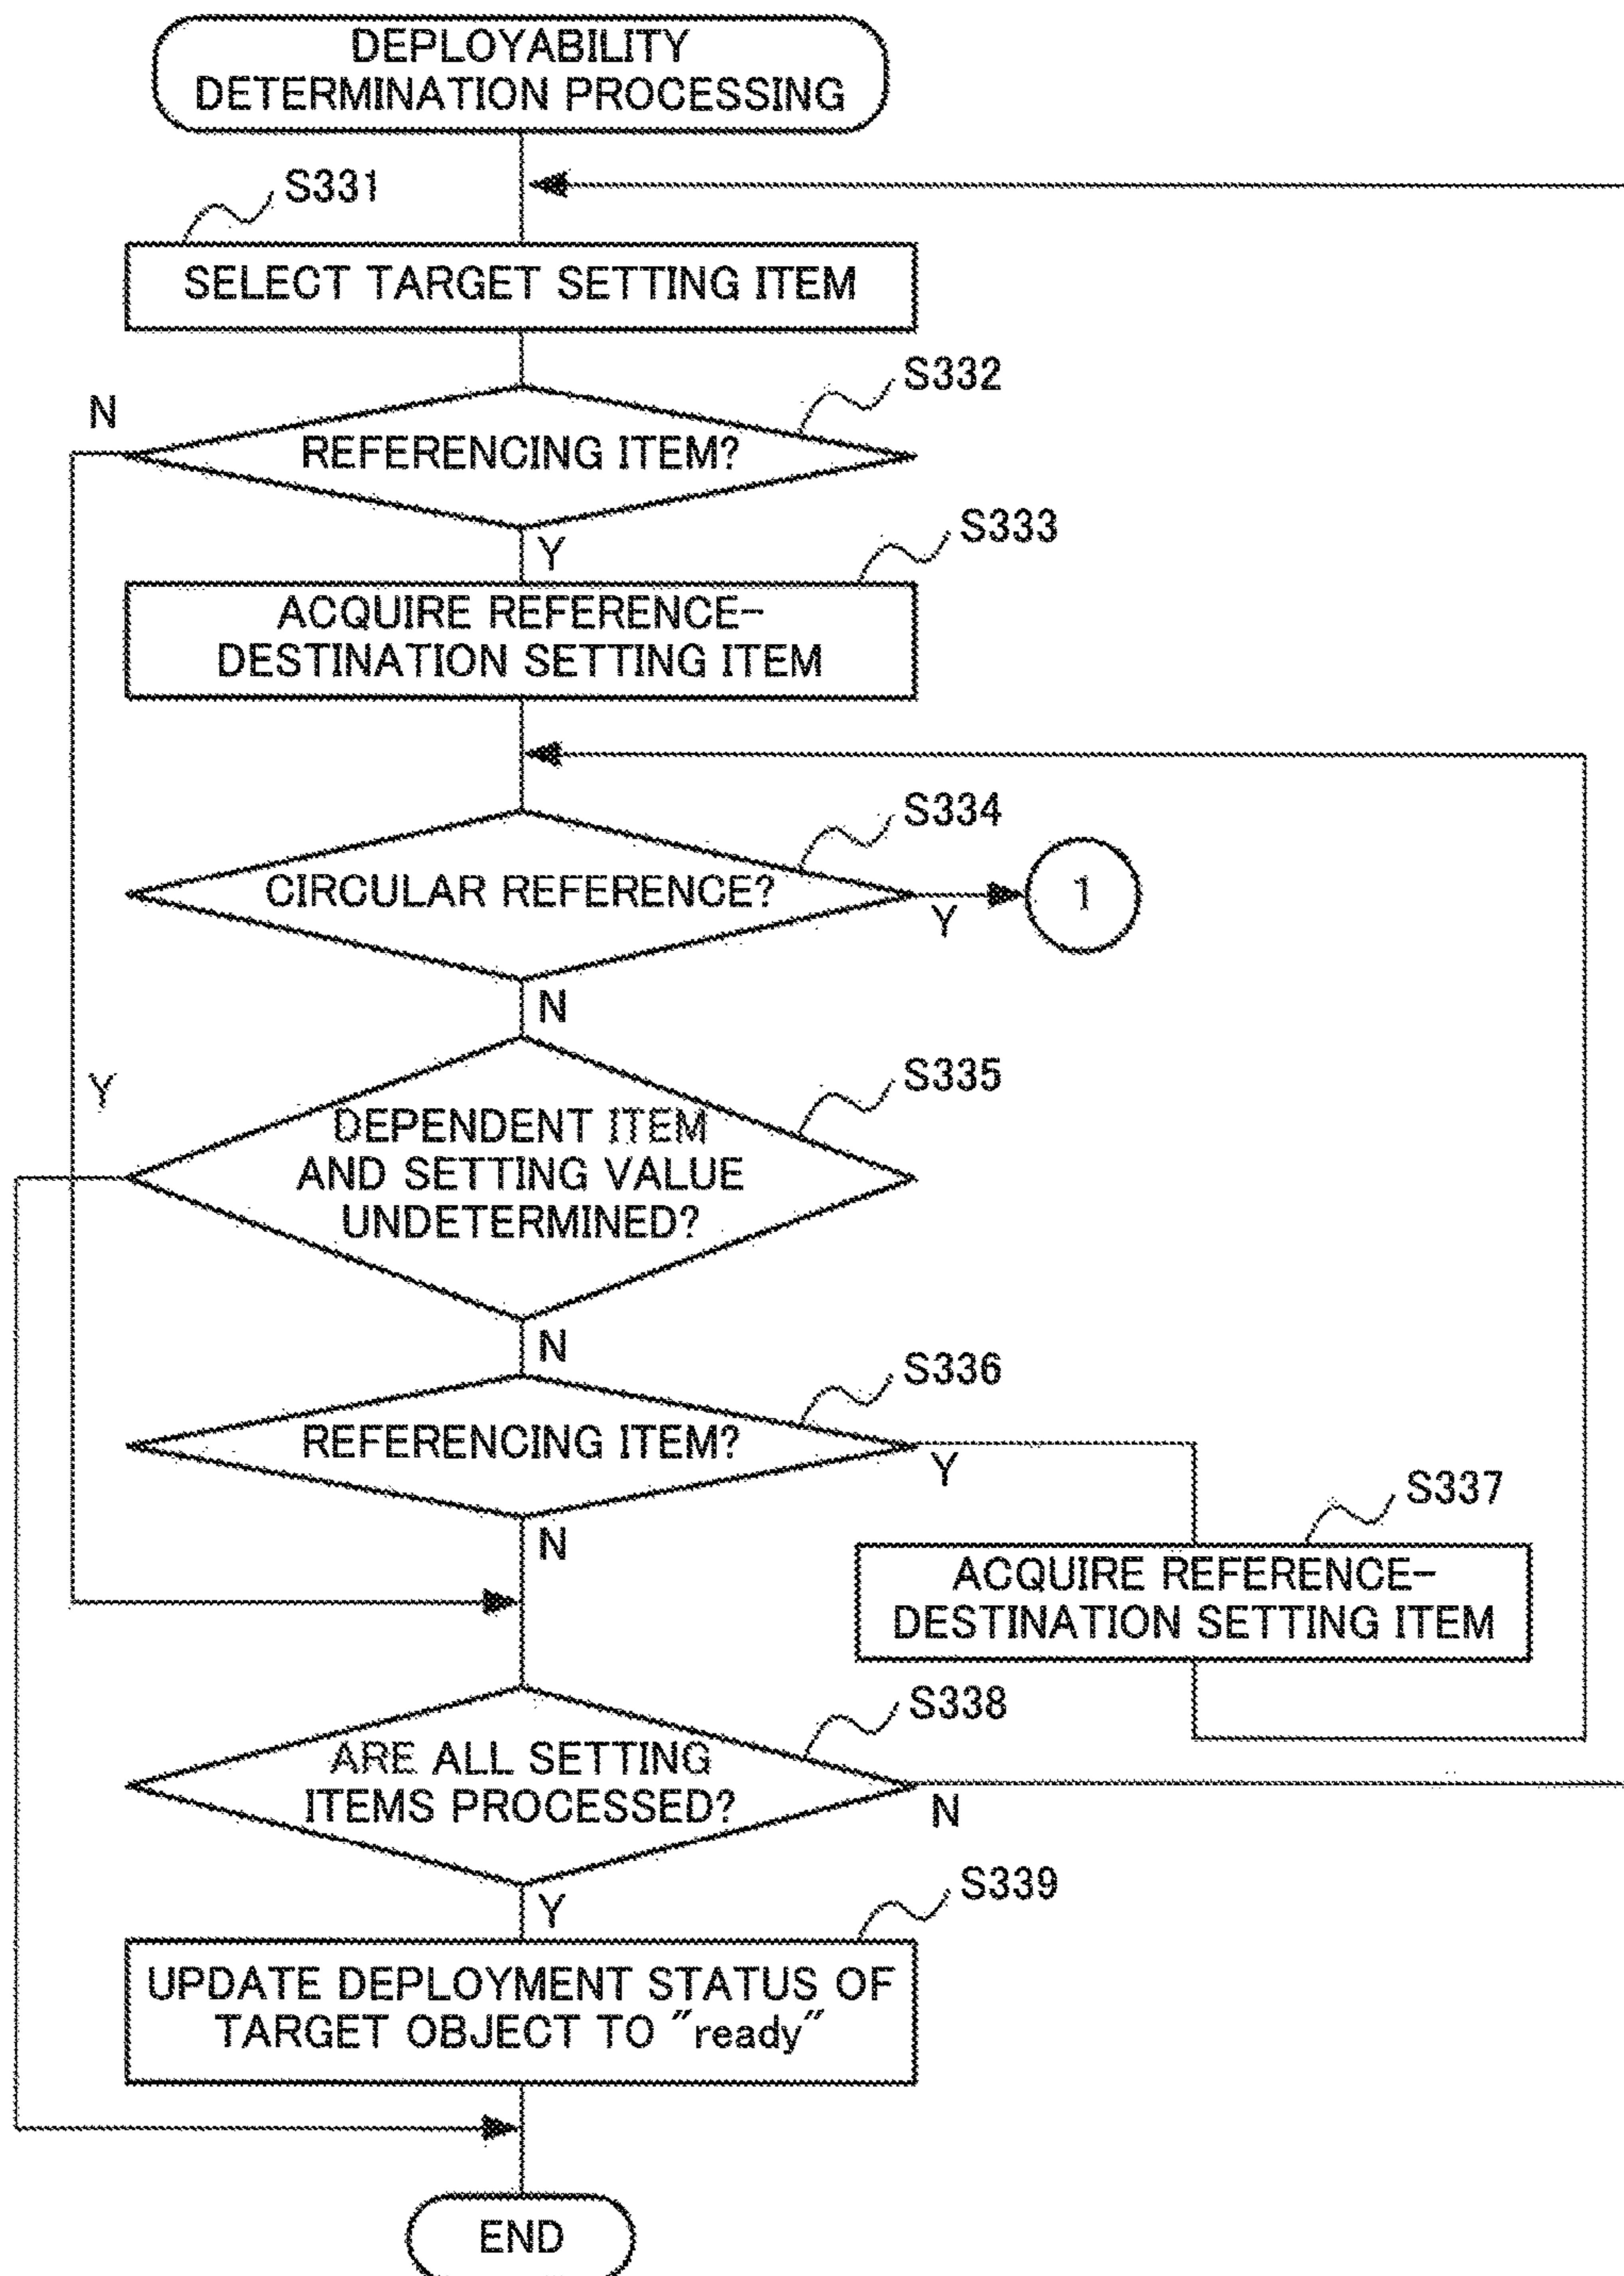 DEPLOYABILITY
DETERMINATION PROCESSING
S331
SELECT TARGET SETTING ITEM
S332
N
REFERENCING ITEM?
Y
S333
ACQUIRE REFERENCE-
DESTINATION SETTING ITEM
S334
CIRCULAR REFERENCE?
Y
1
N
S335
Y
DEPENDENT ITEM
AND SETTING VALUE
UNDETERMINED?
N
S336
REFERENCING ITEM?
Y
N
S337
ACQUIRE REFERENCE-
DESTINATION SETTING ITEM
S338
ARE ALL SETTING
ITEMS PROCESSED?
N
Y
S339
UPDATE DEPLOYMENT STATUS OF
TARGET OBJECT TO "ready"
END